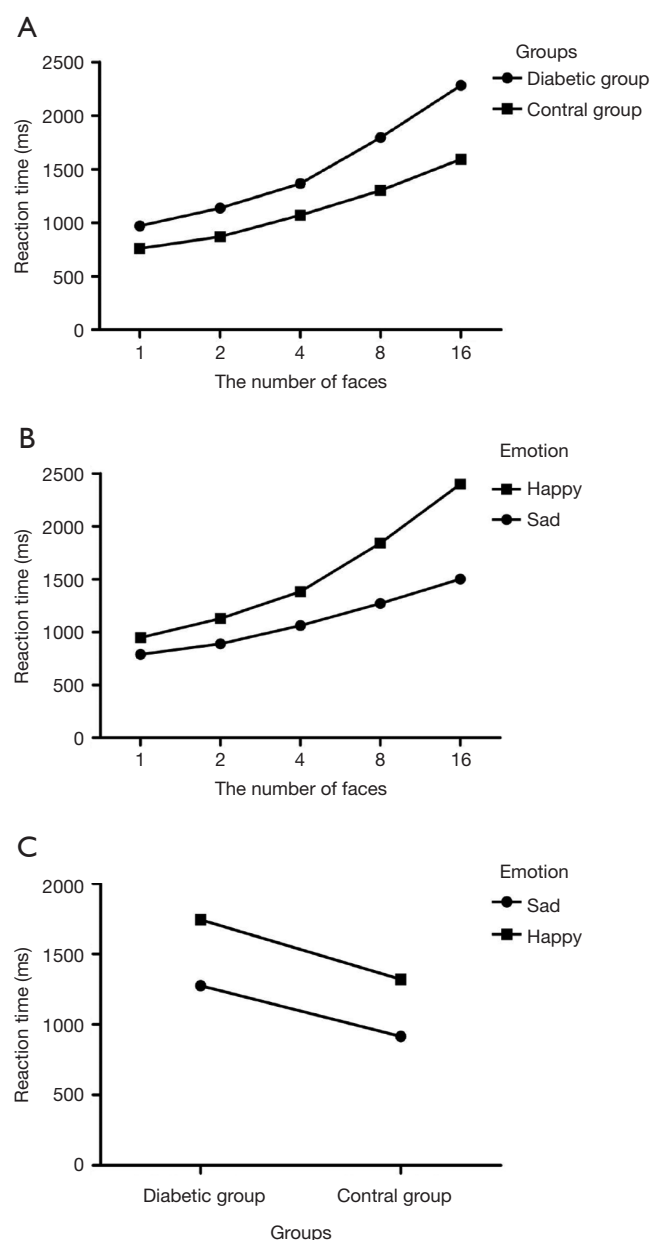 A
Groups
Diabetic group
Contral group
Reaction time (ms)
2500
2000
1500
1000
500
0
1 2 4 8 16
The number of faces
B
Emotion
Happy
Sad
Reaction time (ms)
2500
2000
1500
1000
500
0
1 2 4 8 16
The number of faces
C
Emotion
Sad
Happy
Reaction time (ms)
2000
1500
1000
500
0
Diabetic group Contral group
Groups